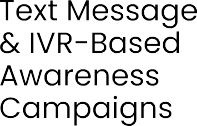 Text Message
& IVR-Based
Awareness
Campaigns